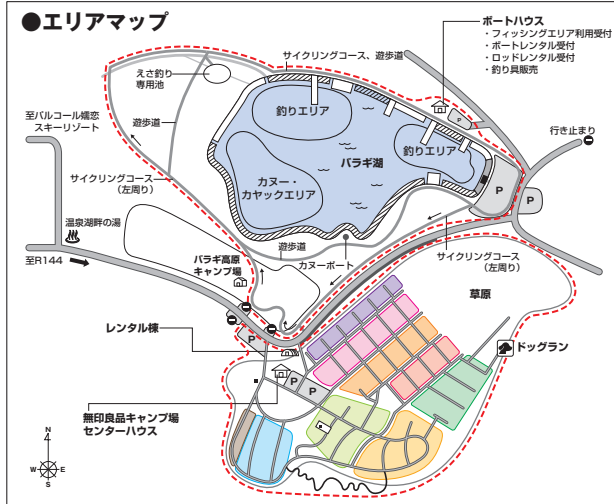 ●エリアマップ
ボートハウス
・フィッシングエリア利用受付
・ボートレンタル受付
・ロッドレンタル受付
・釣り具販売
サイクリングコース、遊歩道
えさ釣り
専用池
釣りエリア
P
至パルコール嬬恋
スキーリゾート
遊歩道
行き止まり
バラギ湖
釣りエリア
サイクリングコース
(左周り)
カヌー・
カヤックエリア
P
P
温泉湖畔の湯
遊歩道
カヌーポート
サイクリングコース
(左周り)
至R144
バラギ高原
キャンプ場
草原
レンタル棟
P
ドッグラン
P
P
無印良品キャンプ場
センターハウス
N
W
E
S